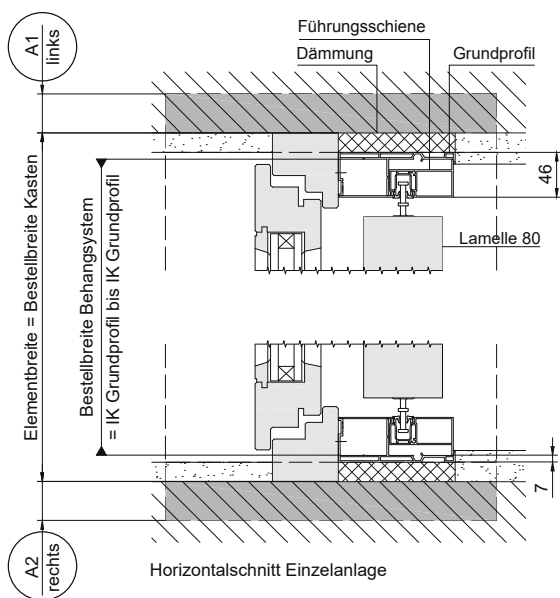 A1
links
Führungsschiene
Dämmung
Grundprofil
46
Lamelle 80
Elementbreite = Bestellbreite Kasten
Bestellbreite Behangsystem
= IK Grundprofil bis IK Grundprofil
7
A2
rechts
Horizontalschnitt Einzelanlage